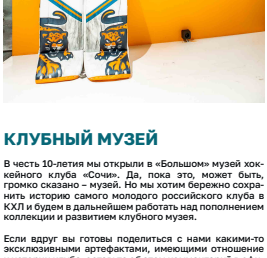 КЛУБНЫЙ МУЗЕЙ
В честь 10-летия мы открыли в «Большом» музей хок-
кейного клуба «Сочи». Да, пока это, может быть,
громко сказано – музей. Но мы хотим бережно сохра-
нить историю самого молодого российского клуба в
КХЛ и будем в дальнейшем работать над пополнением
коллекции и развитием клубного музея.
Если вдруг вы готовы поделиться с нами какими-то
эксклюзивными артефактами, имеющими отношение